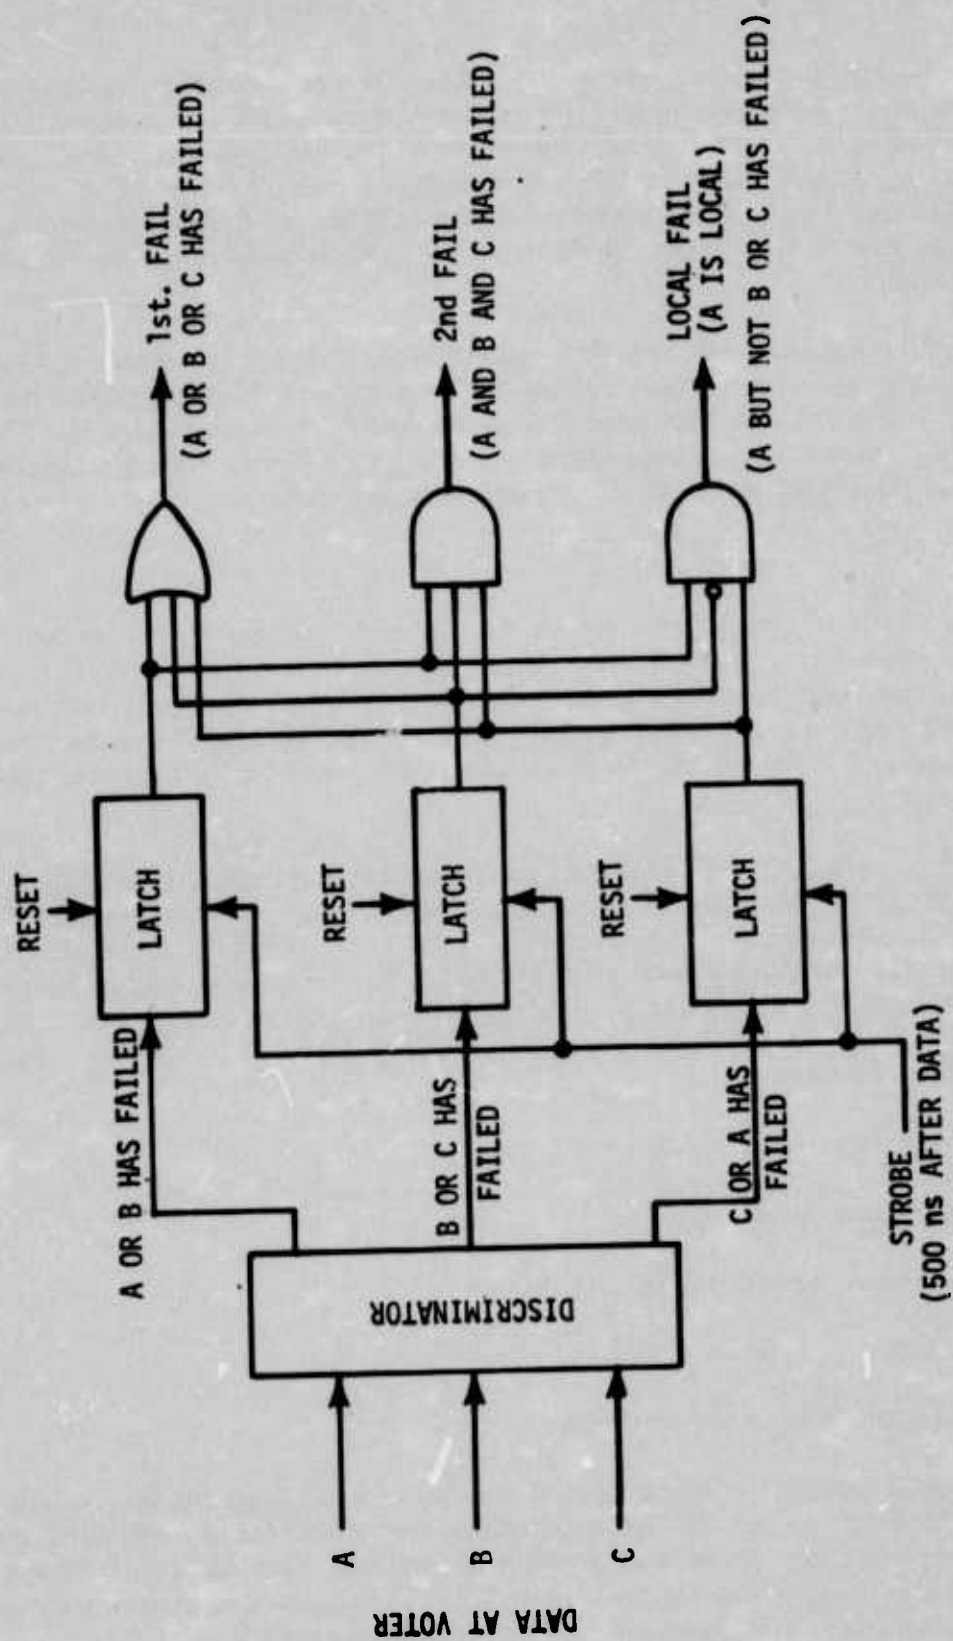 DATA AT VOTER
A
B
C
DISCRIMINATOR
A OR B HAS FAILED
B OR C HAS
FAILED
C OR A HAS
FAILED
STROBE
(500 ns AFTER DATA)
RESET
LATCH
RESET
LATCH
RESET
LATCH
1st. FAIL
(A OR B OR C HAS FAILED)
2nd FAIL
(A AND B AND C HAS FAILED)
LOCAL FAIL
(A IS LOCAL)
(A BUT NOT B OR C HAS FAILED)